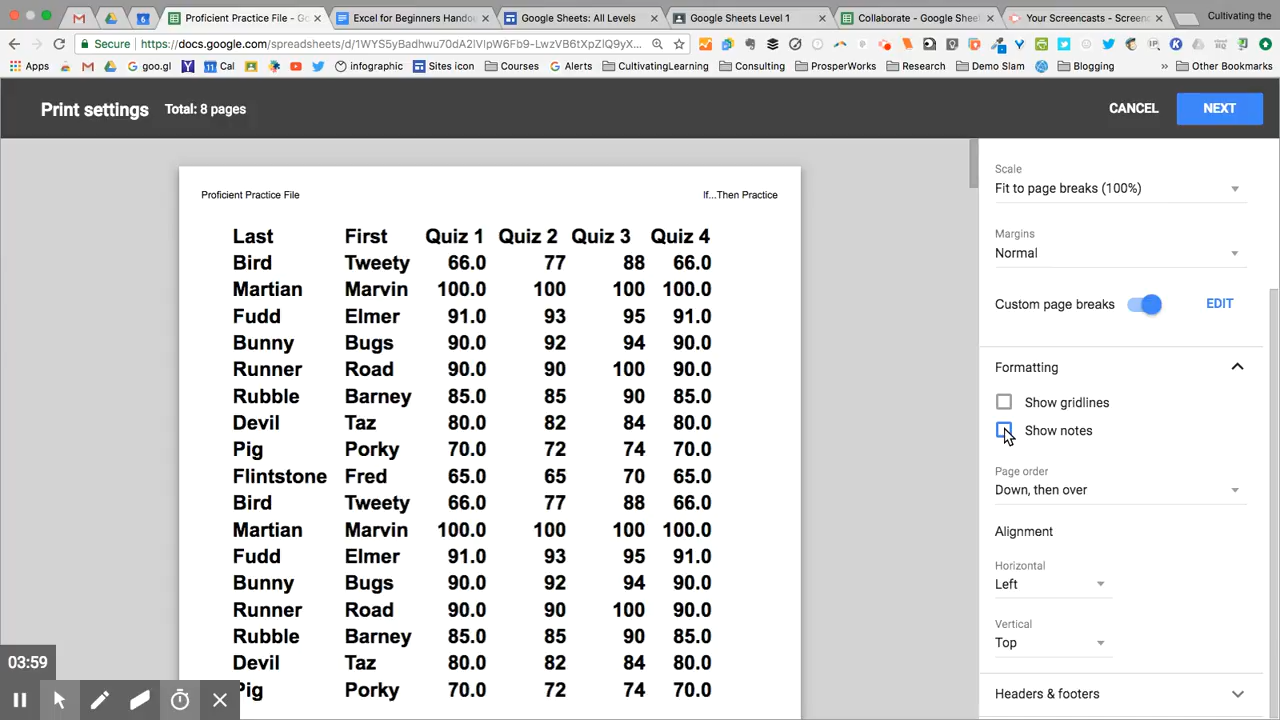 Proficient Practice File - Go
Excel for Beginners Handou
Google Sheets: All Levels
Google Sheets Level 1
Collaborate - Google Sheet
Your Screencasts - Screenc
Cultivating the
Secure
https://docs.google.com/spreadsheets/d/1WYS5yBadhwu70dA2lVIpW6Fb9-LwzVB6tXpZIQ9yX...
Apps
goo.gl
Cal
infographic
Sites icon
Courses
Alerts
CultivatingLearning
Consulting
ProsperWorks
Research
Demo Slam
Blogging
»
Other Bookmarks
Print settings
Total: 8 pages
CANCEL
NEXT
Proficient Practice File
If...Then Practice
Last First Quiz 1 Quiz 2 Quiz 3 Quiz 4
Bird Tweety 66.0 77 88 66.0
Martian Marvin 100.0 100 100 100.0
Fudd Elmer 91.0 93 95 91.0
Bunny Bugs 90.0 92 94 90.0
Runner Road 90.0 90 100 90.0
Rubble Barney 85.0 85 90 85.0
Devil Taz 80.0 82 84 80.0
Pig Porky 70.0 72 74 70.0
Flintstone Fred 65.0 65 70 65.0
Bird Tweety 66.0 77 88 66.0
Martian Marvin 100.0 100 100 100.0
Fudd Elmer 91.0 93 95 91.0
Bunny Bugs 90.0 92 94 90.0
Runner Road 90.0 90 100 90.0
Rubble Barney 85.0 85 90 85.0
Devil Taz 80.0 82 84 80.0
Pig Porky 70.0 72 74 70.0
Scale
Fit to page breaks (100%)
Margins
Normal
Custom page breaks
EDIT
Formatting
Show gridlines
Show notes
Page order
Down, then over
Alignment
Horizontal
Left
Vertical
Top
Headers & footers
03:59